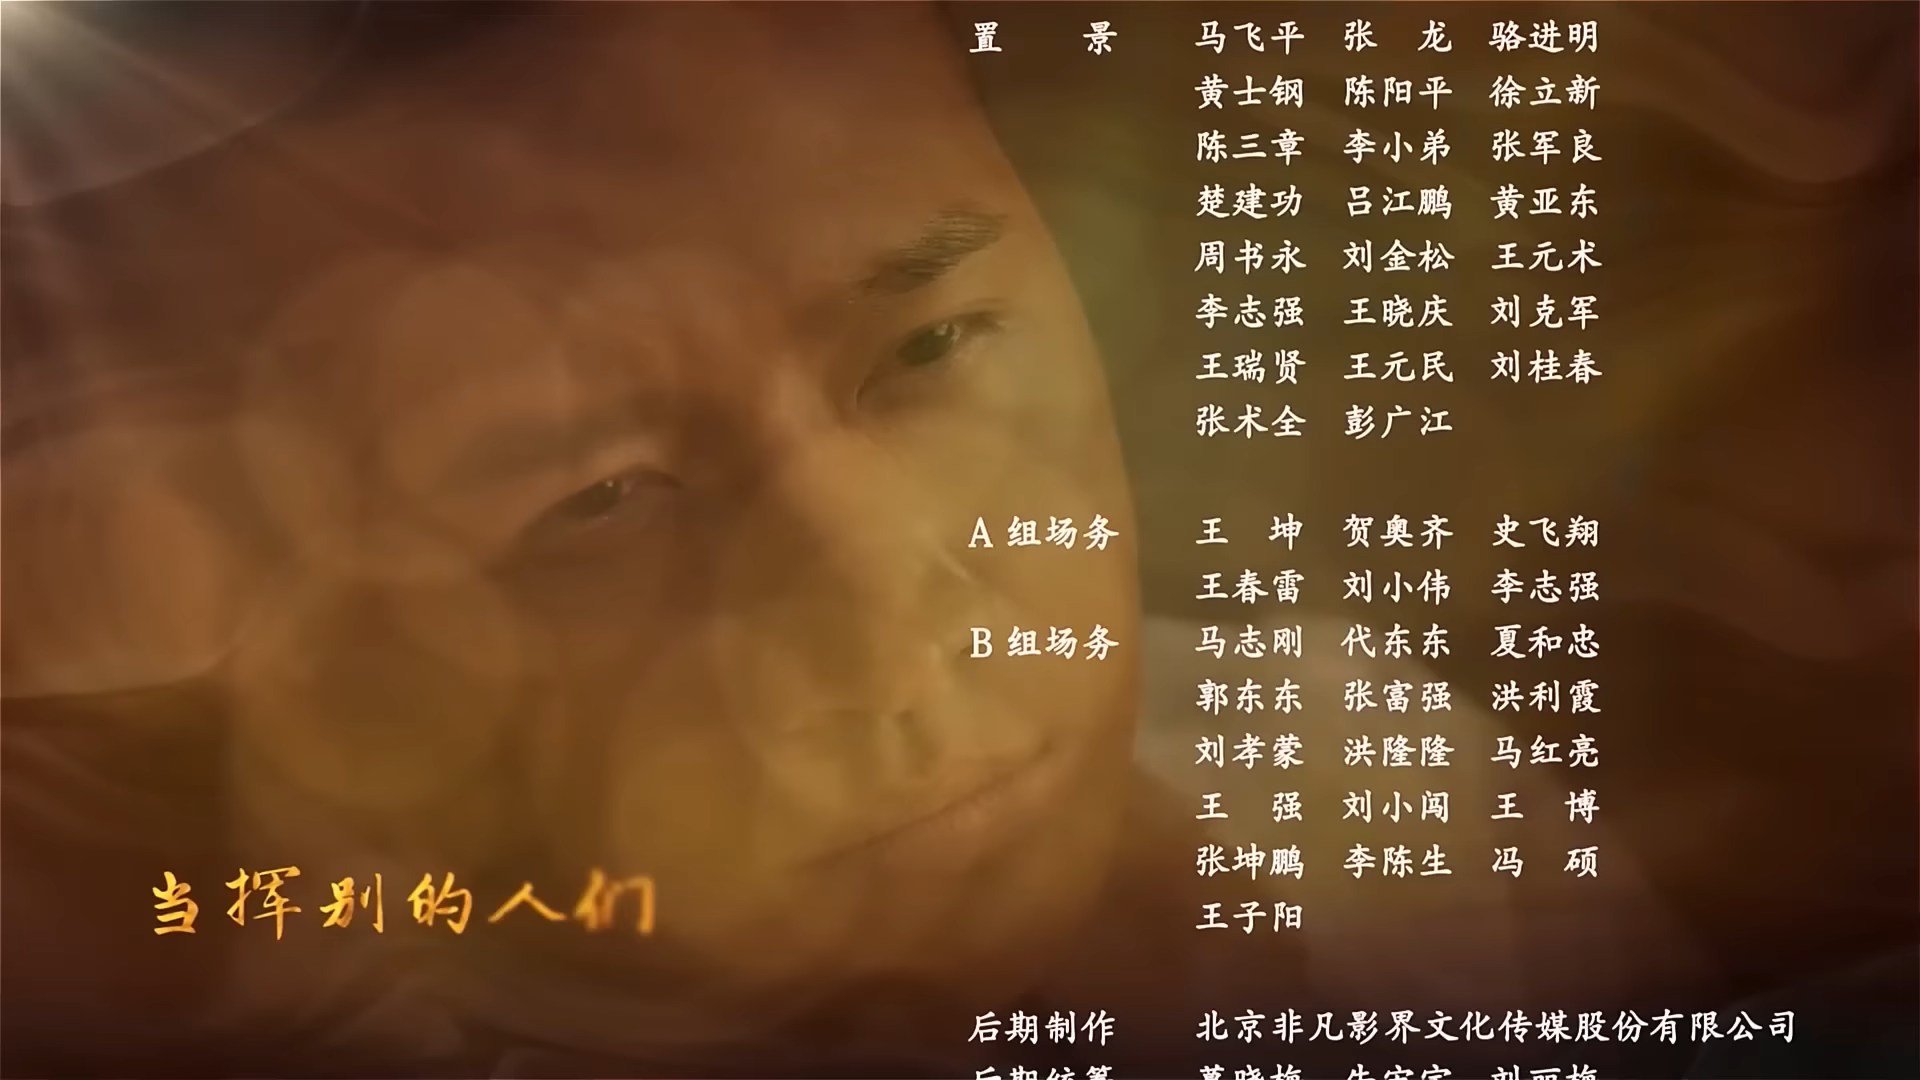 置　　景　　马飞平　张　龙　骆进明
黄士钢　陈阳平　徐立新
陈三章　李小弟　张军良
楚建功　吕江鹏　黄亚东
周书永　刘金松　王元术
李志强　王晓庆　刘克军
王瑞贤　王元民　刘桂春
张术全　彭广江
A 组场务　　王　坤　贺奥齐　史飞翔
王春雷　刘小伟　李志强
B 组场务　　马志刚　代东东　夏和忠
郭东东　张富强　洪利霞
刘孝蒙　洪隆隆　马红亮
王　强　刘小闯　王　博
张坤鹏　李陈生　冯　硕
王子阳
当挥别的人们
后期制作　　北京非凡影界文化传媒股份有限公司